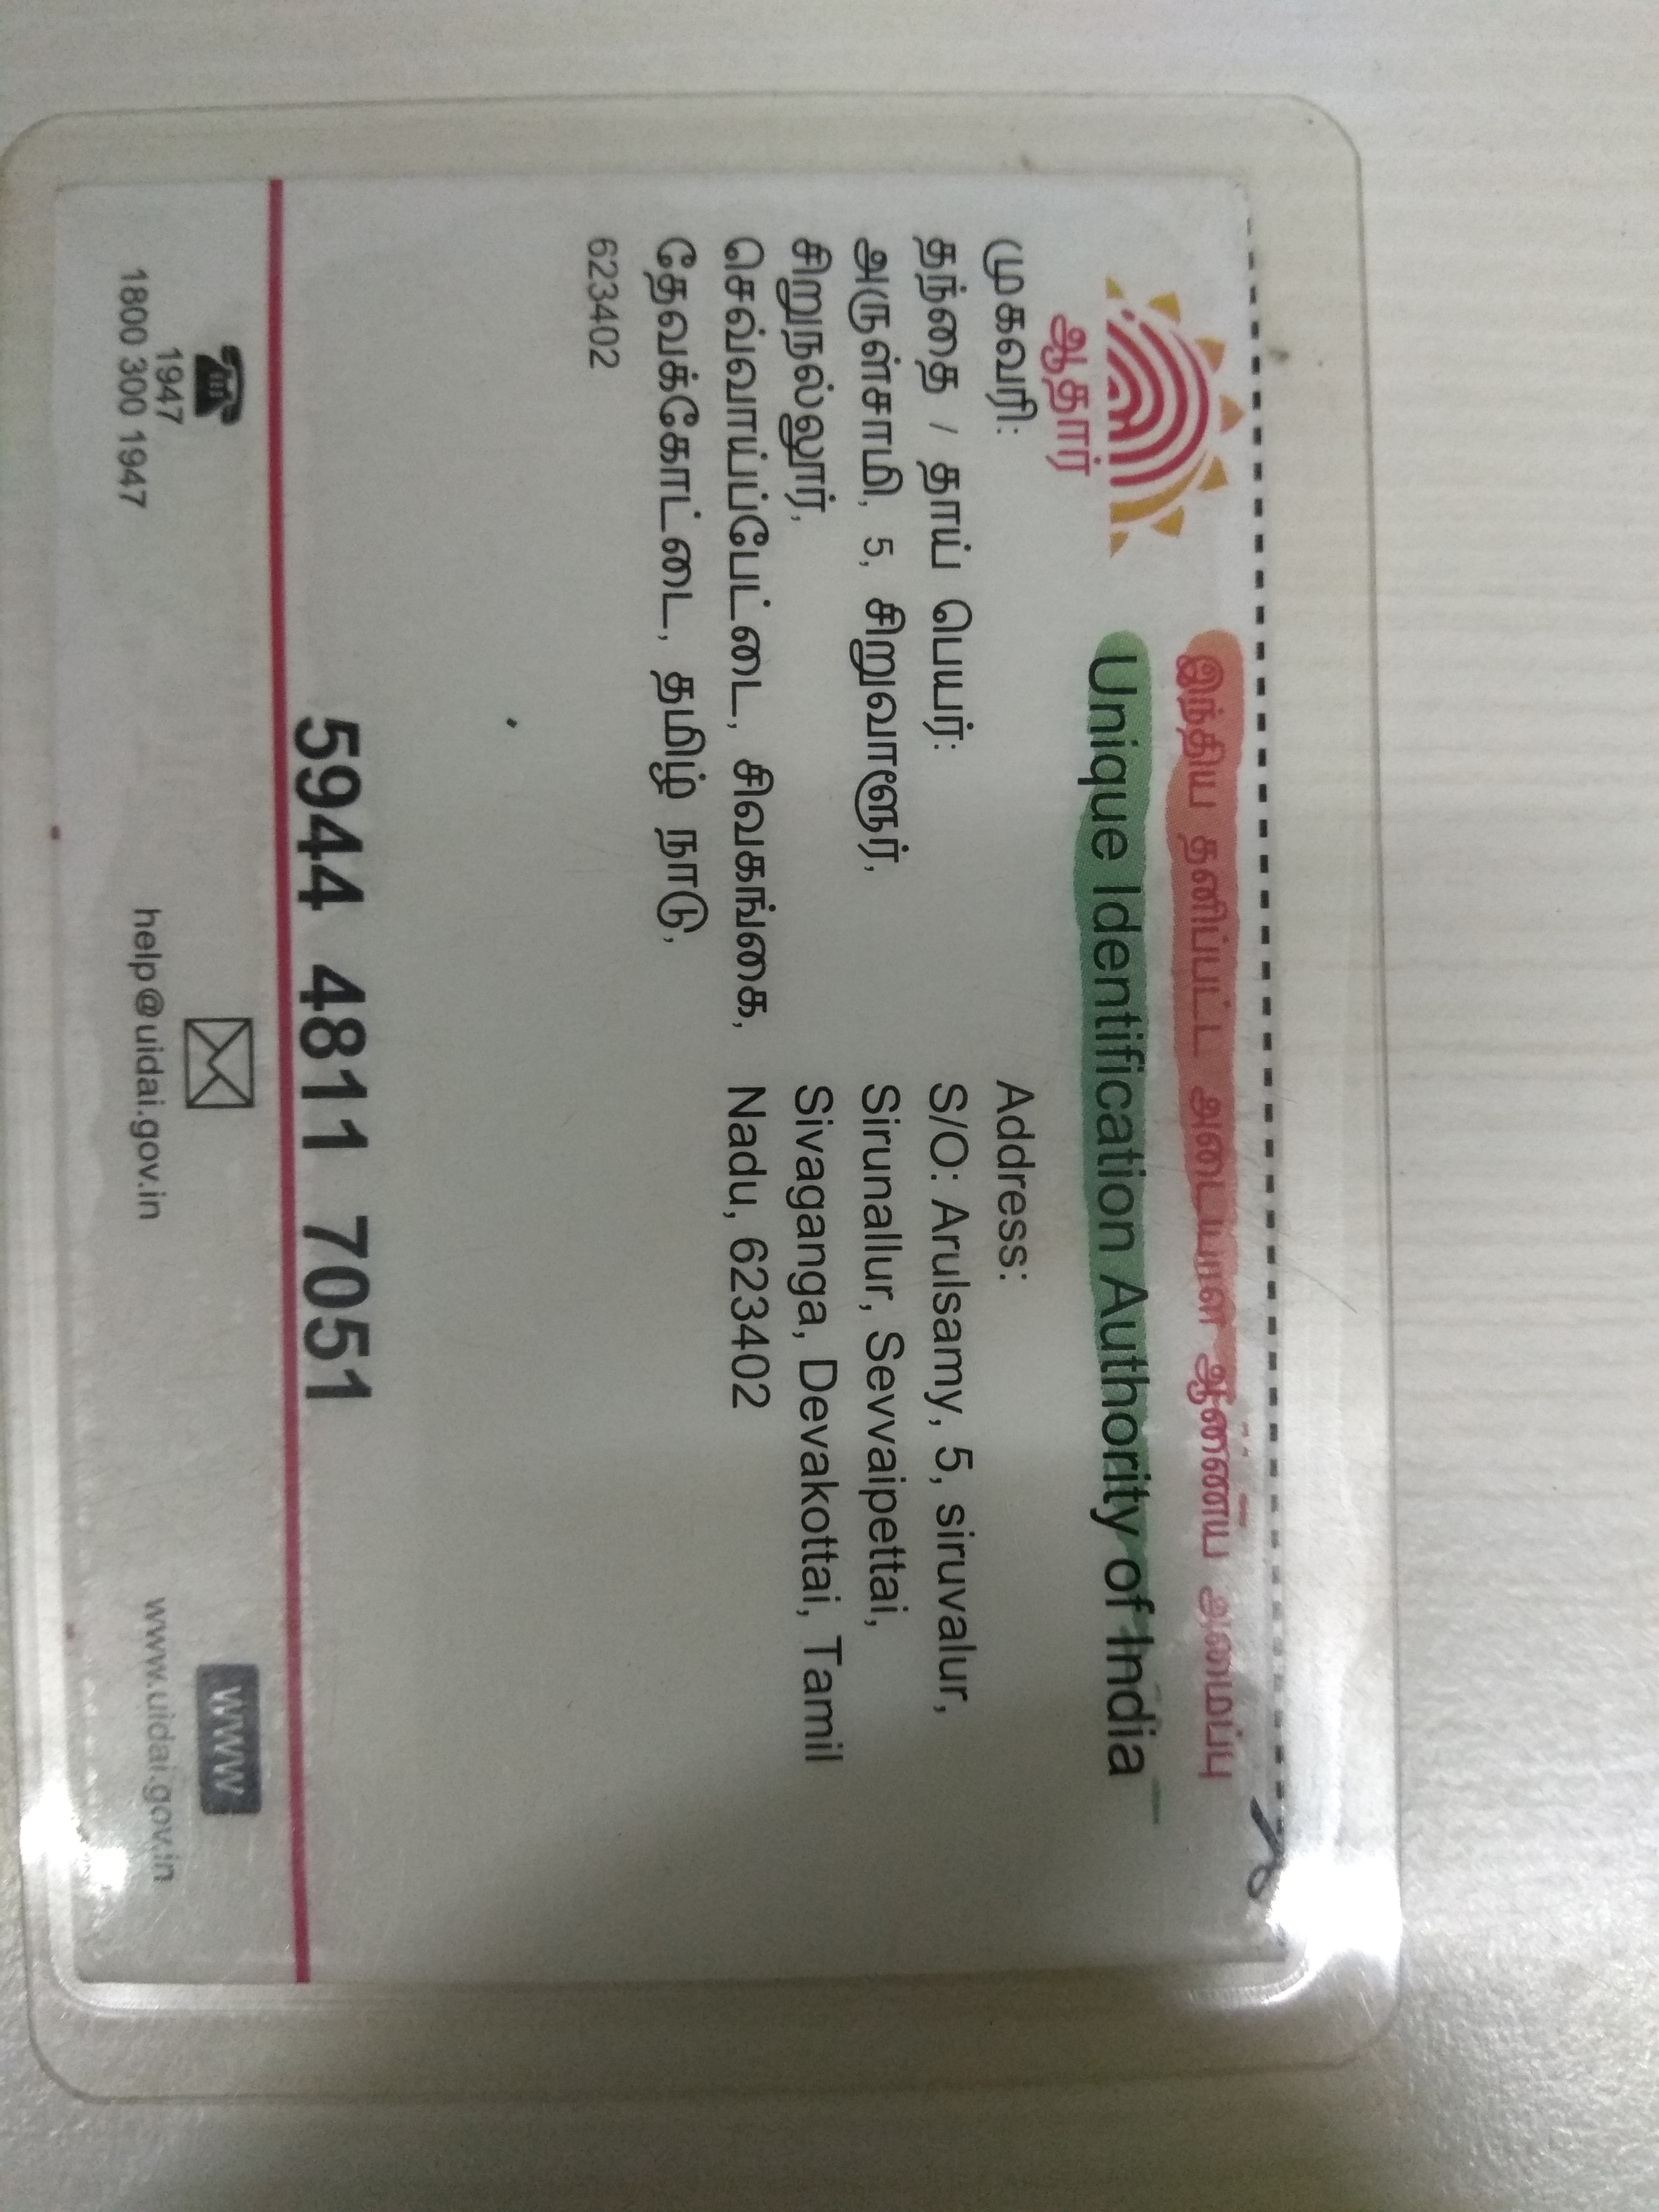 இந்திய தனிப்பட்ட அடையாள ஆணைய அமைப்பு
Unique Identification Authority of India
ஆதார்
முகவரி:
தந்தை / தாய் பெயர்:
அருள்சாமி, 5, சிறுவாளூர்,
சிறுநல்லூர்,
செவ்வாய்ப்பேட்டை, சிவகங்கை,
தேவக்கோட்டை, தமிழ் நாடு,
623402
Address:
S/O: Arulsamy, 5, siruvalur,
Sirunallur, Sevvaipettai,
Sivaganga, Devakottai, Tamil
Nadu, 623402
5944 4811 7051
1947
1800 300 1947
help@uidai.gov.in
www
www.uidai.gov.in